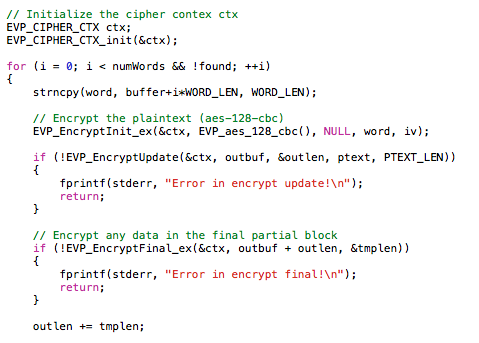 // Initialize the cipher contex ctx
EVP_CIPHER_CTX ctx;
EVP_CIPHER_CTX_init(&ctx);

for (i = 0; i < numWords && !found; ++i)
{
    strncpy(word, buffer+i*WORD_LEN, WORD_LEN);

    // Encrypt the plaintext (aes-128-cbc)
    EVP_EncryptInit_ex(&ctx, EVP_aes_128_cbc(), NULL, word, iv);

    if (!EVP_EncryptUpdate(&ctx, outbuf, &outlen, ptext, PTEXT_LEN))
    {
        fprintf(stderr, "Error in encrypt update!\n");
        return;
    }

    // Encrypt any data in the final partial block
    if (!EVP_EncryptFinal_ex(&ctx, outbuf + outlen, &tmplen))
    {
        fprintf(stderr, "Error in encrypt final!\n");
        return;
    }

    outlen += tmplen;